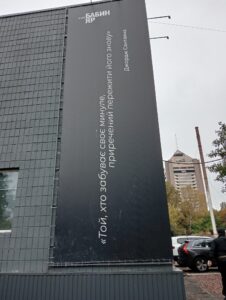 БАБИН
ЯР
«Той, хто забуває своє минуле,
приречений пережити його знову»
Джордж Сантаяна